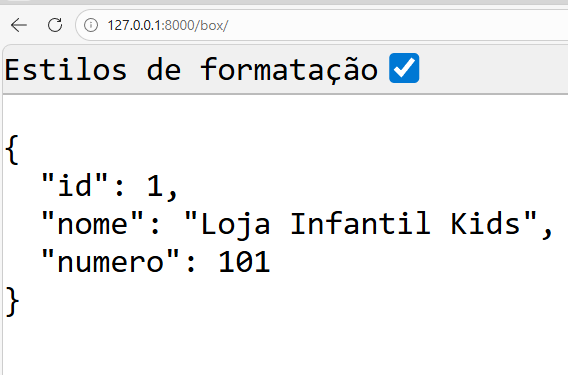 127.0.0.1:8000/box/
Estilos de formatação
{
  "id": 1,
  "nome": "Loja Infantil Kids",
  "numero": 101
}